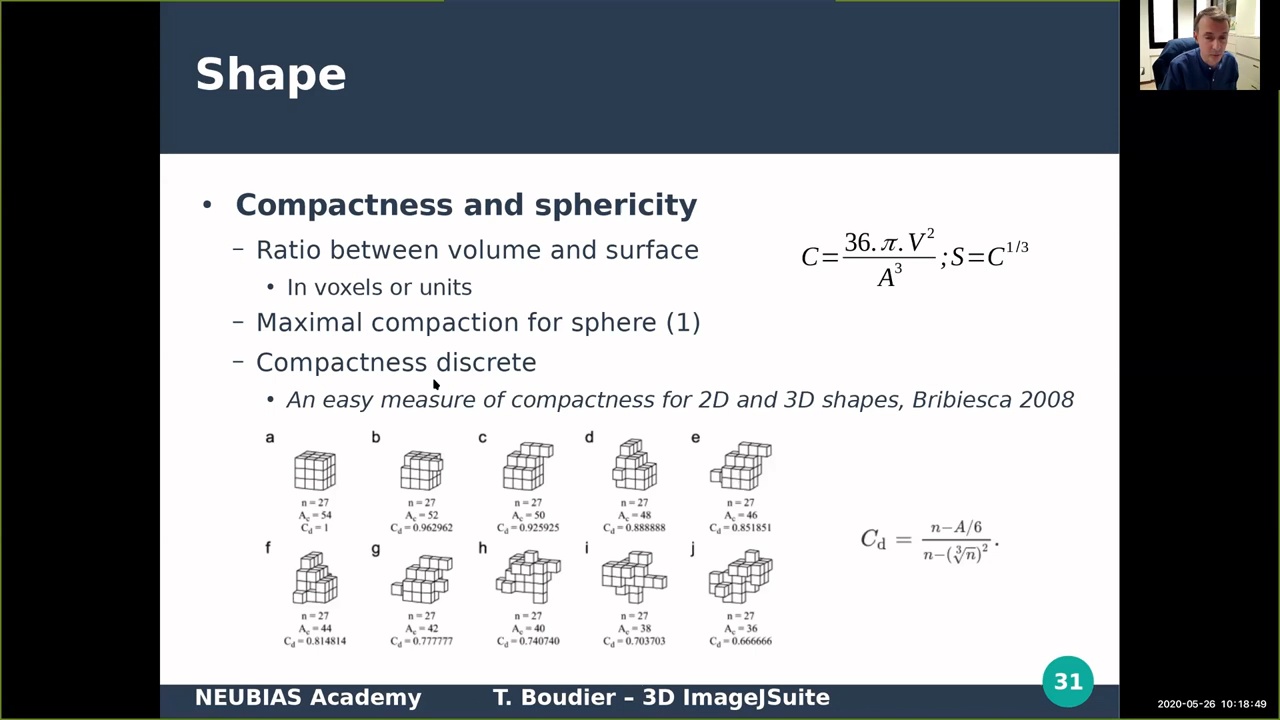 Shape
• Compactness and sphericity
– Ratio between volume and surface
• In voxels or units
– Maximal compaction for sphere (1)
– Compactness discrete
• An easy measure of compactness for 2D and 3D shapes, Bribiesca 2008
C=36.π.V²/A³ ;S=C^1/3
a b c d e
n = 27 n = 27 n = 27 n = 27 n = 27
A_c = 54 A_c = 52 A_c = 50 A_c = 48 A_c = 46
C_d = 1 C_d = 0.962962 C_d = 0.925925 C_d = 0.888888 C_d = 0.851851
f g h i j
n = 27 n = 27 n = 27 n = 27 n = 27
A_c = 44 A_c = 42 A_c = 40 A_c = 38 A_c = 36
C_d = 0.814814 C_d = 0.777777 C_d = 0.740740 C_d = 0.703703 C_d = 0.666666
C_d = n−A/6 / n−(∛n)² .
31
NEUBIAS Academy T. Boudier – 3D ImageJSuite
2020-05-26 10:18:49